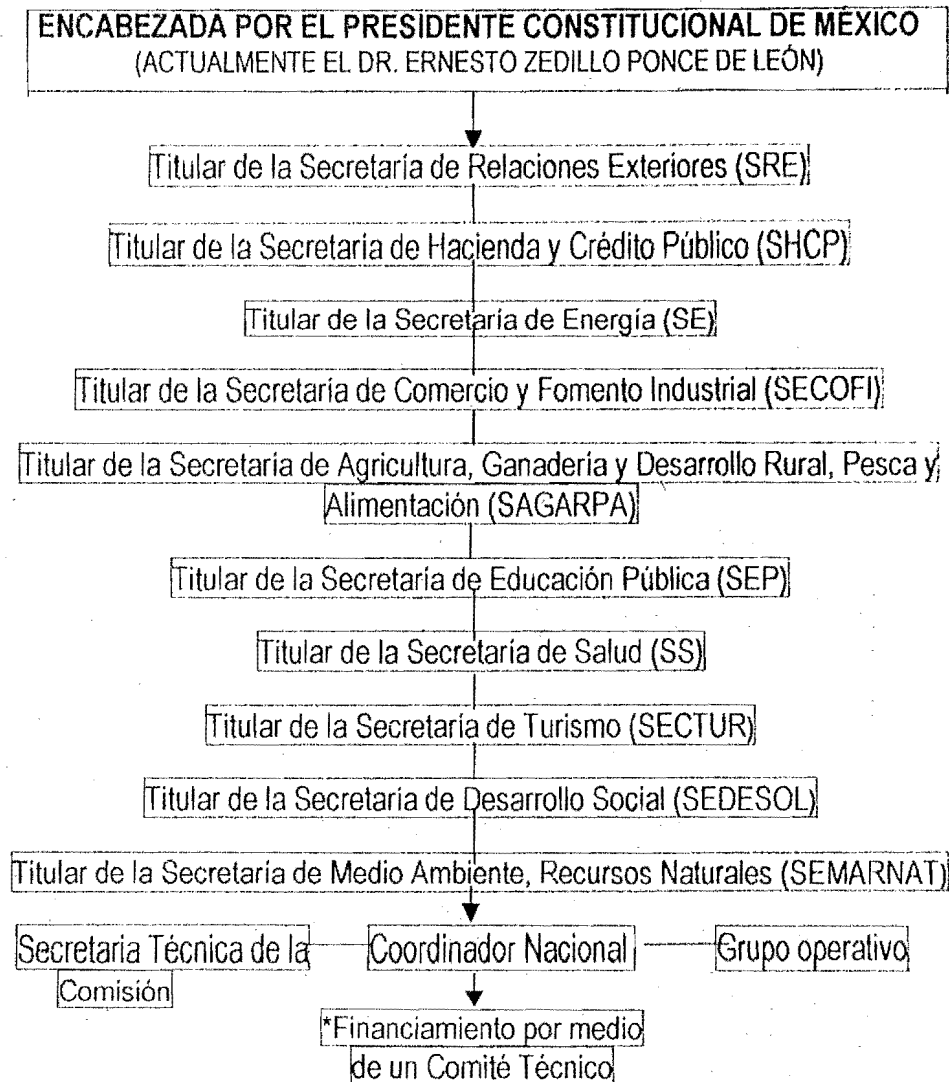 ENCABEZADA POR EL PRESIDENTE CONSTITUCIONAL DE MÉXICO
(ACTUALMENTE EL DR. ERNESTO ZEDILLO PONCE DE LEÓN)
Titular de la Secretaría de Relaciones Exteriores (SRE)
Titular de la Secretaría de Hacienda y Crédito Público (SHCP)
Titular de la Secretaría de Energía (SE)
Titular de la Secretaría de Comercio y Fomento Industrial (SECOFI)
Titular de la Secretaría de Agricultura, Ganadería y Desarrollo Rural, Pesca y
Alimentación (SAGARPA)
Titular de la Secretaría de Educación Pública (SEP)
Titular de la Secretaría de Salud (SS)
Titular de la Secretaría de Turismo (SECTUR)
Titular de la Secretaría de Desarrollo Social (SEDESOL)
Titular de la Secretaría de Medio Ambiente, Recursos Naturales (SEMARNAT)
Secretaria Técnica de la
Comisión
Coordinador Nacional
Grupo operativo
*Financiamiento por medio
de un Comité Técnico